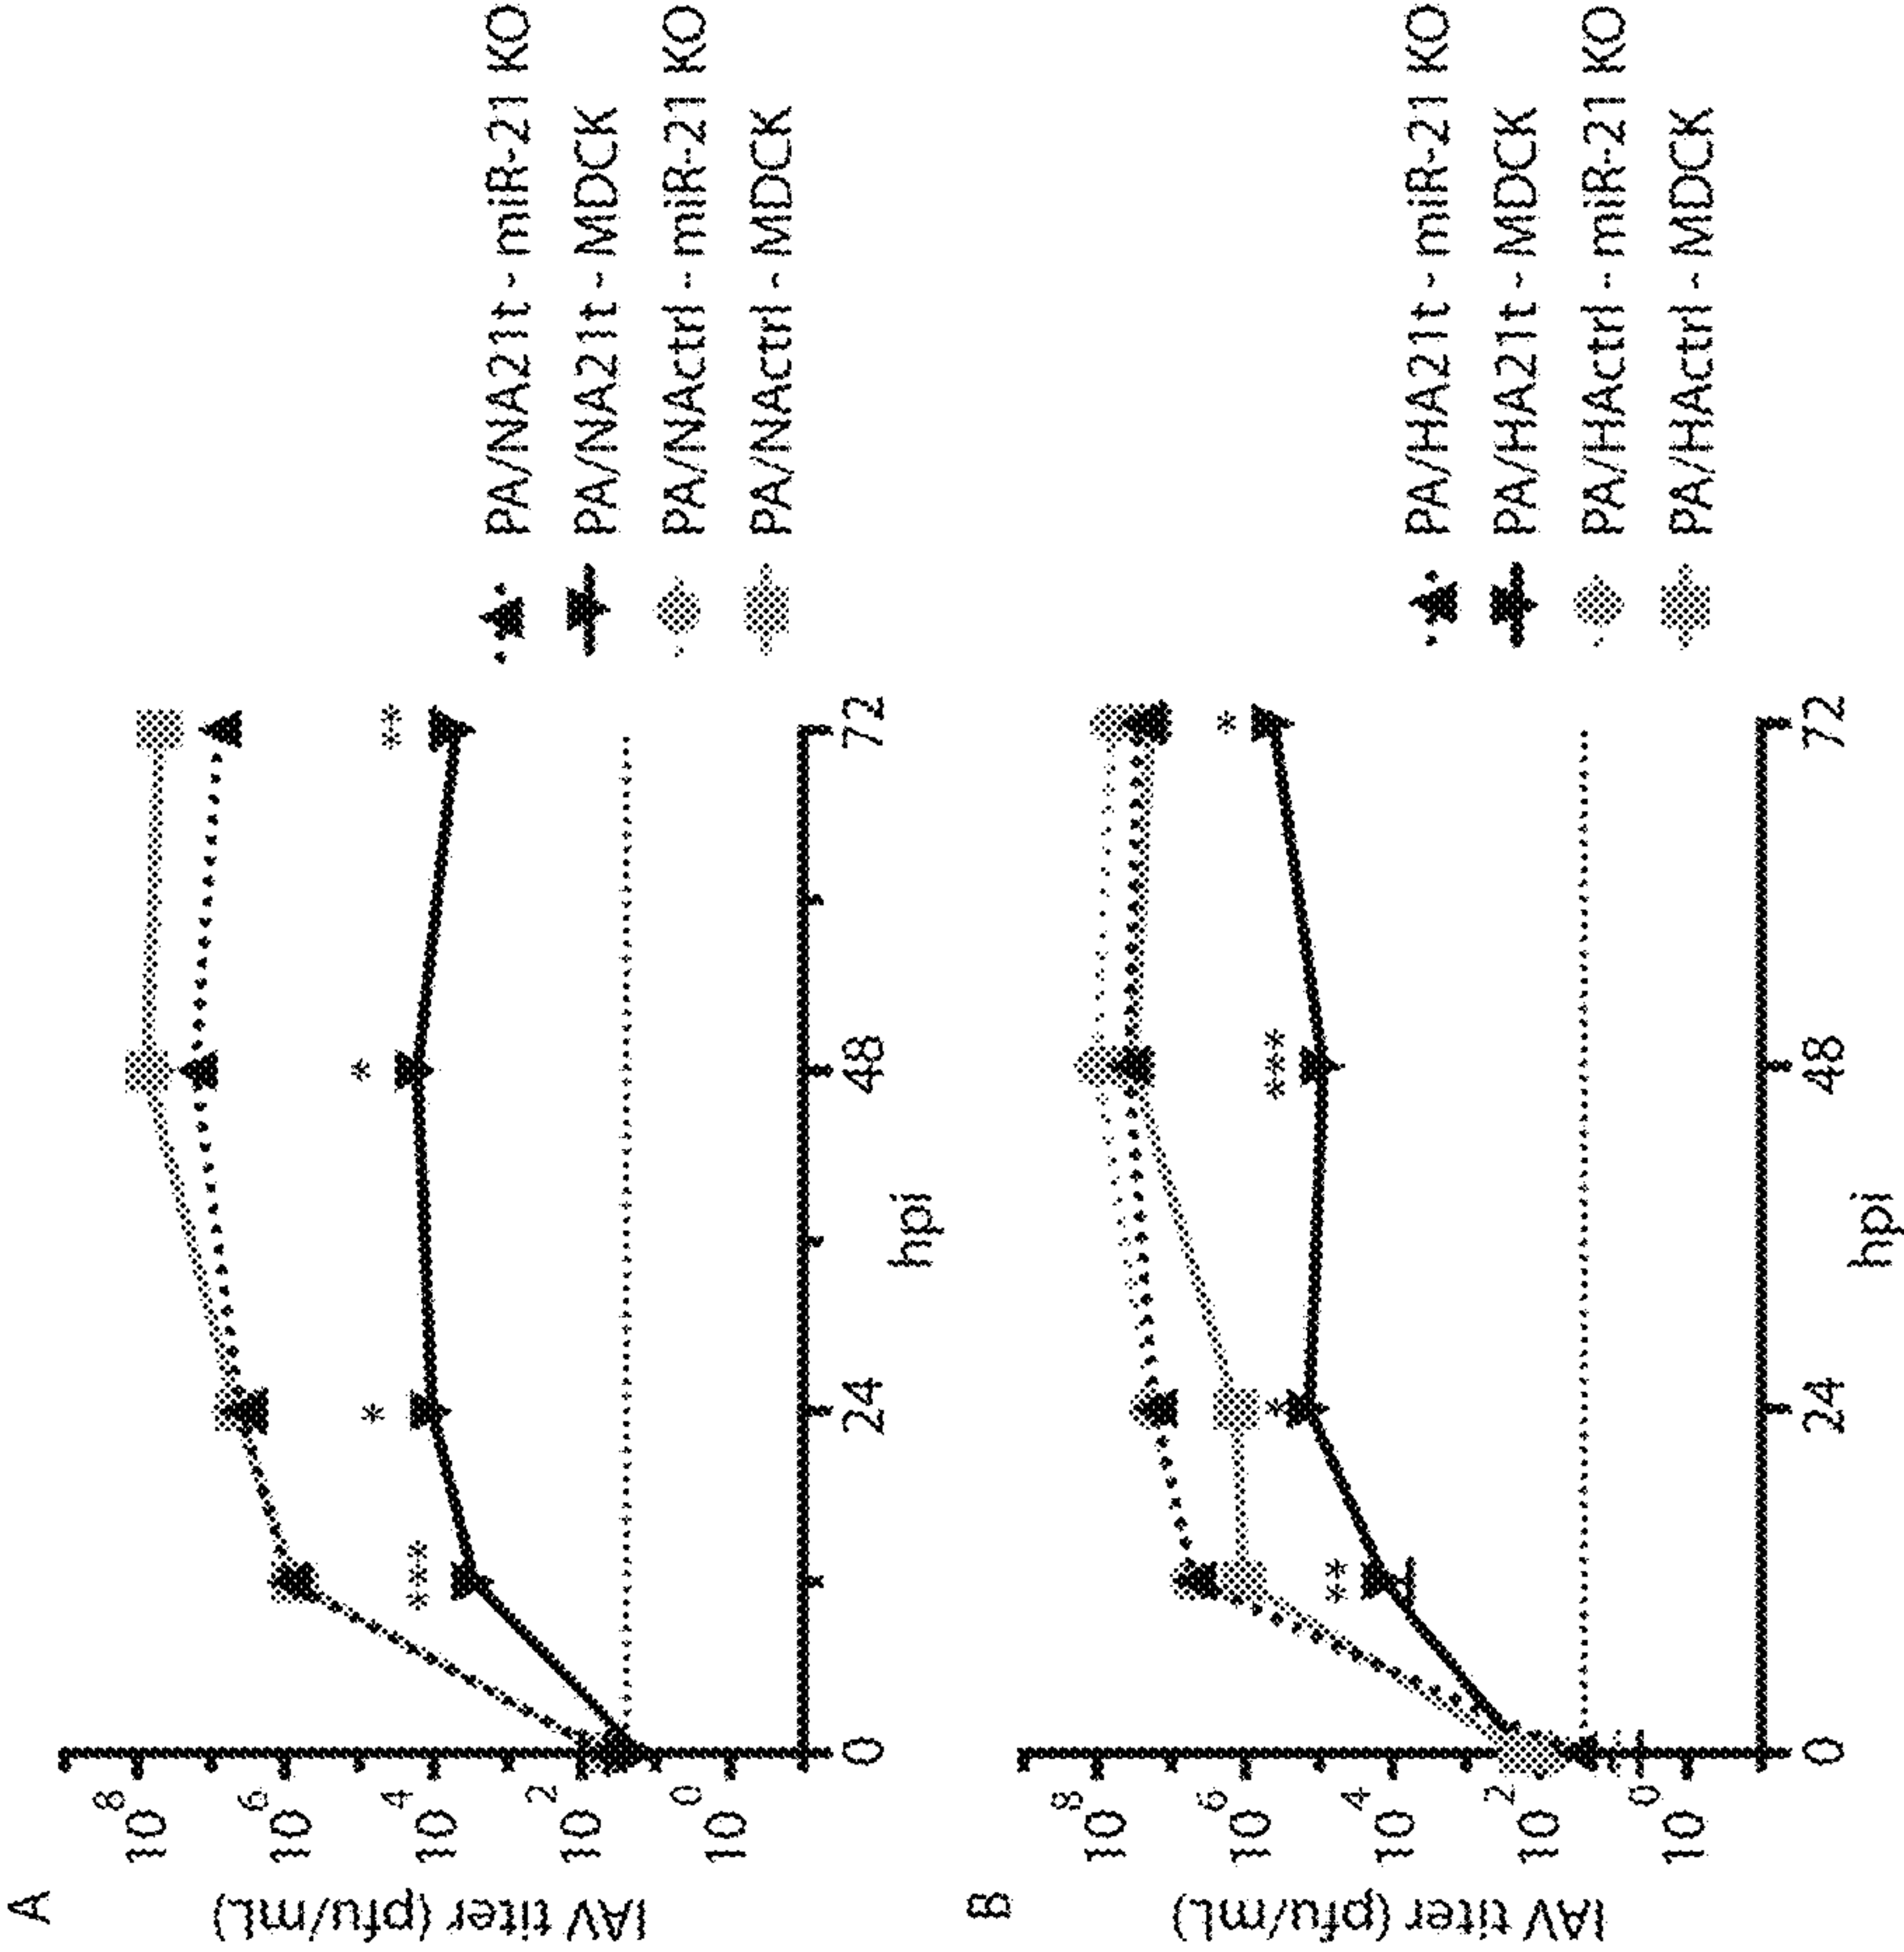 A
IAV titer (pfu/mL)
10^8
10^6
10^4
10^2
10^0
*** * * **
0 24 48 72
hpi
PA/NA21t - miR-21 KO
PA/NA21t - MDCK
PA/NActrl - miR-21 KO
PA/NActrl - MDCK
B
IAV titer (pfu/mL)
10^8
10^6
10^4
10^2
10^0
** * *** *
0 24 48 72
hpi
PA/HA21t - miR-21 KO
PA/HA21t - MDCK
PA/HActrl - miR-21 KO
PA/HActrl - MDCK